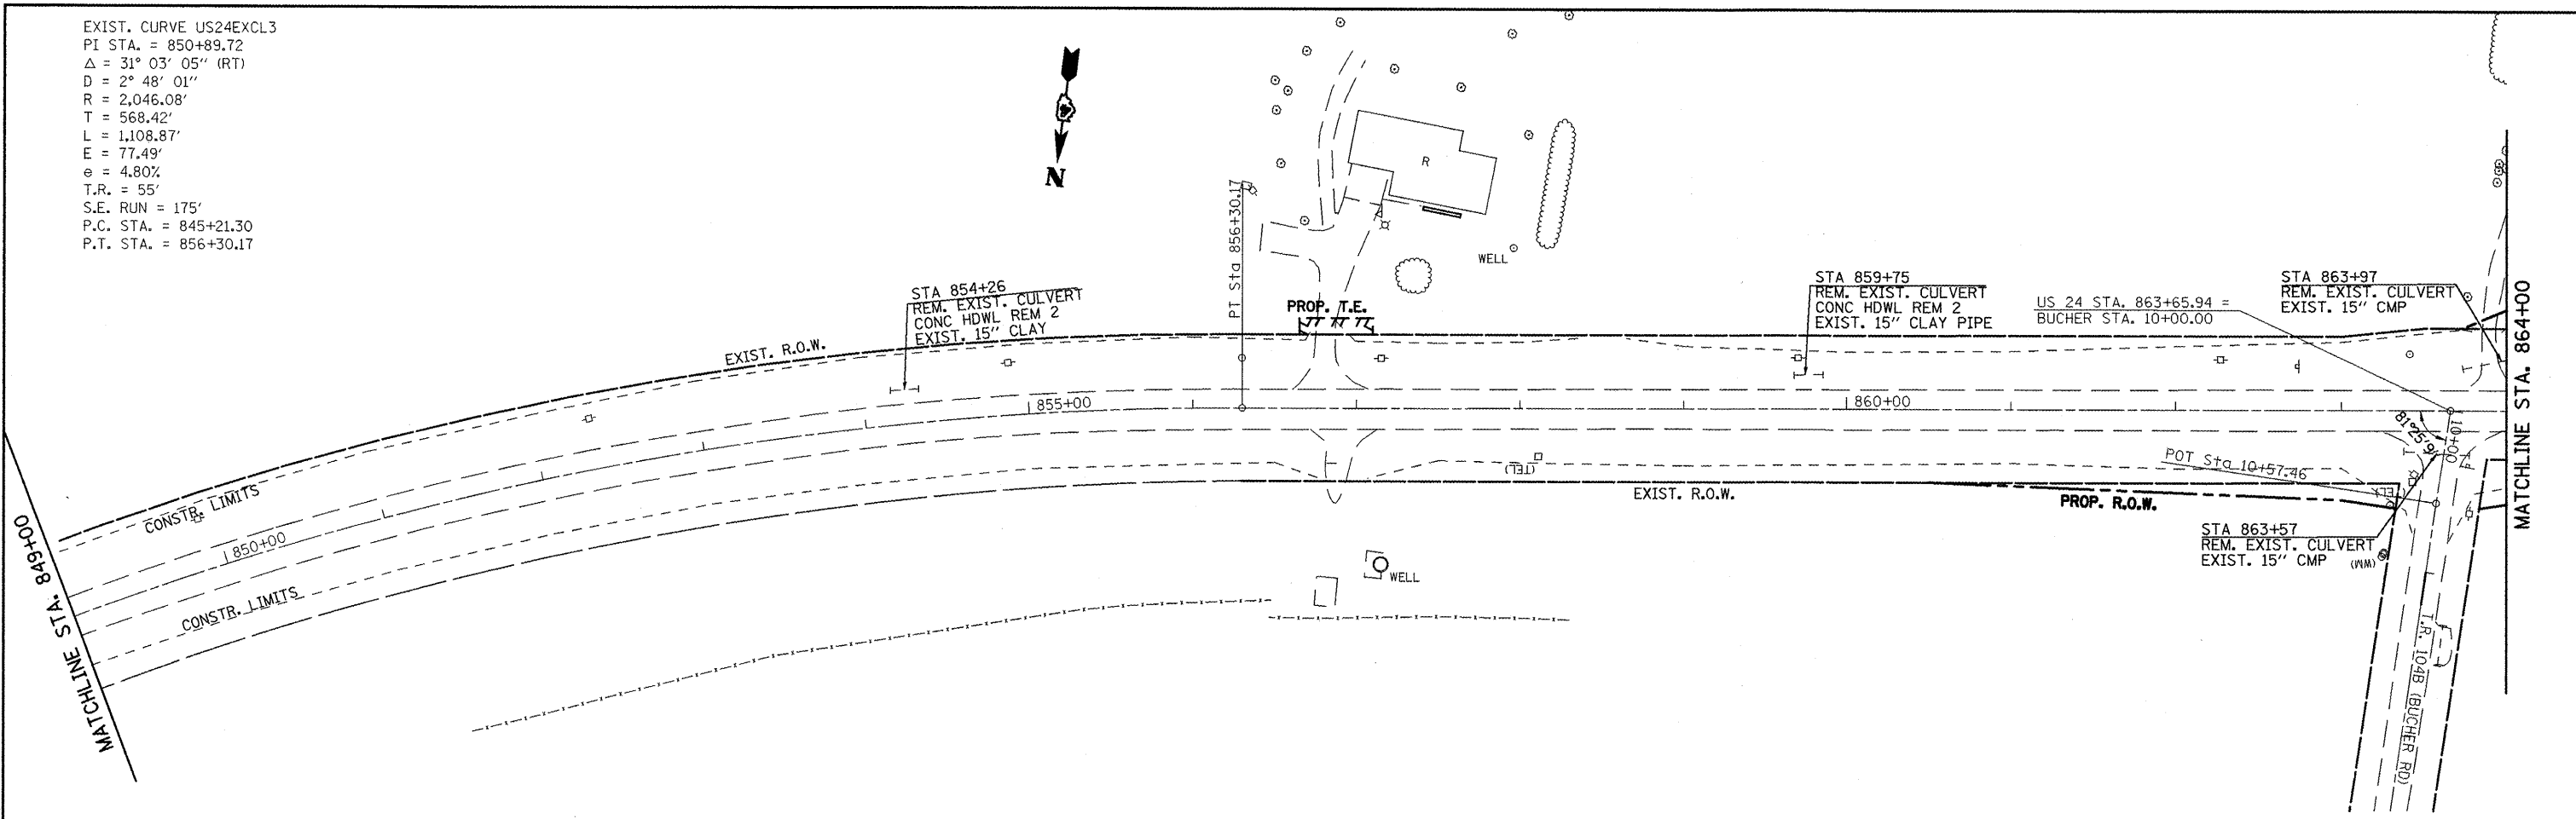 EXIST. CURVE US24EXCL3
PI STA. = 850+89.72
Δ = 31° 03' 05" (RT)
D = 2° 48' 01"
R = 2,046.08'
T = 568.42'
L = 1,108.87'
E = 77.49'
e = 4.80%
T.R. = 55'
S.E. RUN = 175'
P.C. STA. = 845+21.30
P.T. STA. = 856+30.17
N
R
WELL
PT Sta 856+30.17
STA 854+26
REM. EXIST. CULVERT
CONC HDWL REM 2
EXIST. 15" CLAY
PROP. T.E.
STA 859+75
REM. EXIST. CULVERT
CONC HDWL REM 2
EXIST. 15" CLAY PIPE
US 24 STA. 863+65.94 =
BUCHER STA. 10+00.00
STA 863+97
REM. EXIST. CULVERT
EXIST. 15" CMP
MATCHLINE STA. 864+00
EXIST. R.O.W.
855+00
860+00
81°25'9"
10+00
POT Sta 10+57.46
(TEL)
EXIST. R.O.W.
PROP. R.O.W.
CONSTR. LIMITS
850+00
MATCHLINE STA. 849+00
CONSTR. LIMITS
STA 863+57
REM. EXIST. CULVERT
EXIST. 15" CMP
(WM)
WELL
T.R. 104B (BUCHER RD)